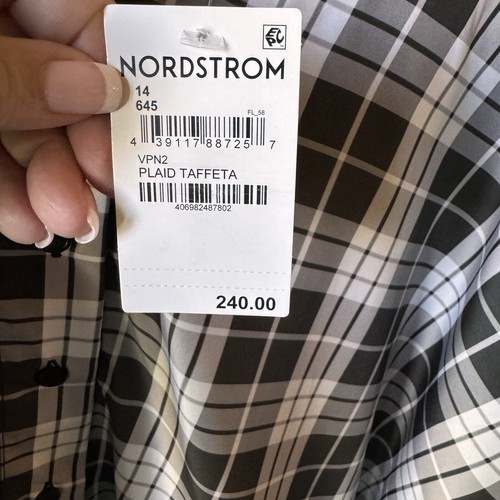 NORDSTROM
14
645
FL_56
4 39117 88725 7
VPN2
PLAID TAFFETA
406982487802
240.00